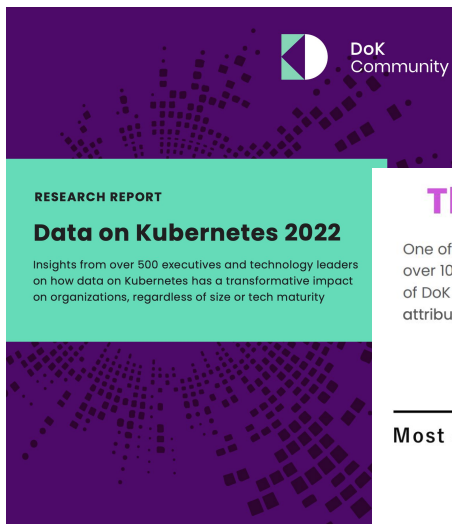 DoK
Community
RESEARCH REPORT
Data on Kubernetes 2022
Insights from over 500 executives and technology leaders
on how data on Kubernetes has a transformative impact
on organizations, regardless of size or tech maturity
One of
over 10
of DoK
Most